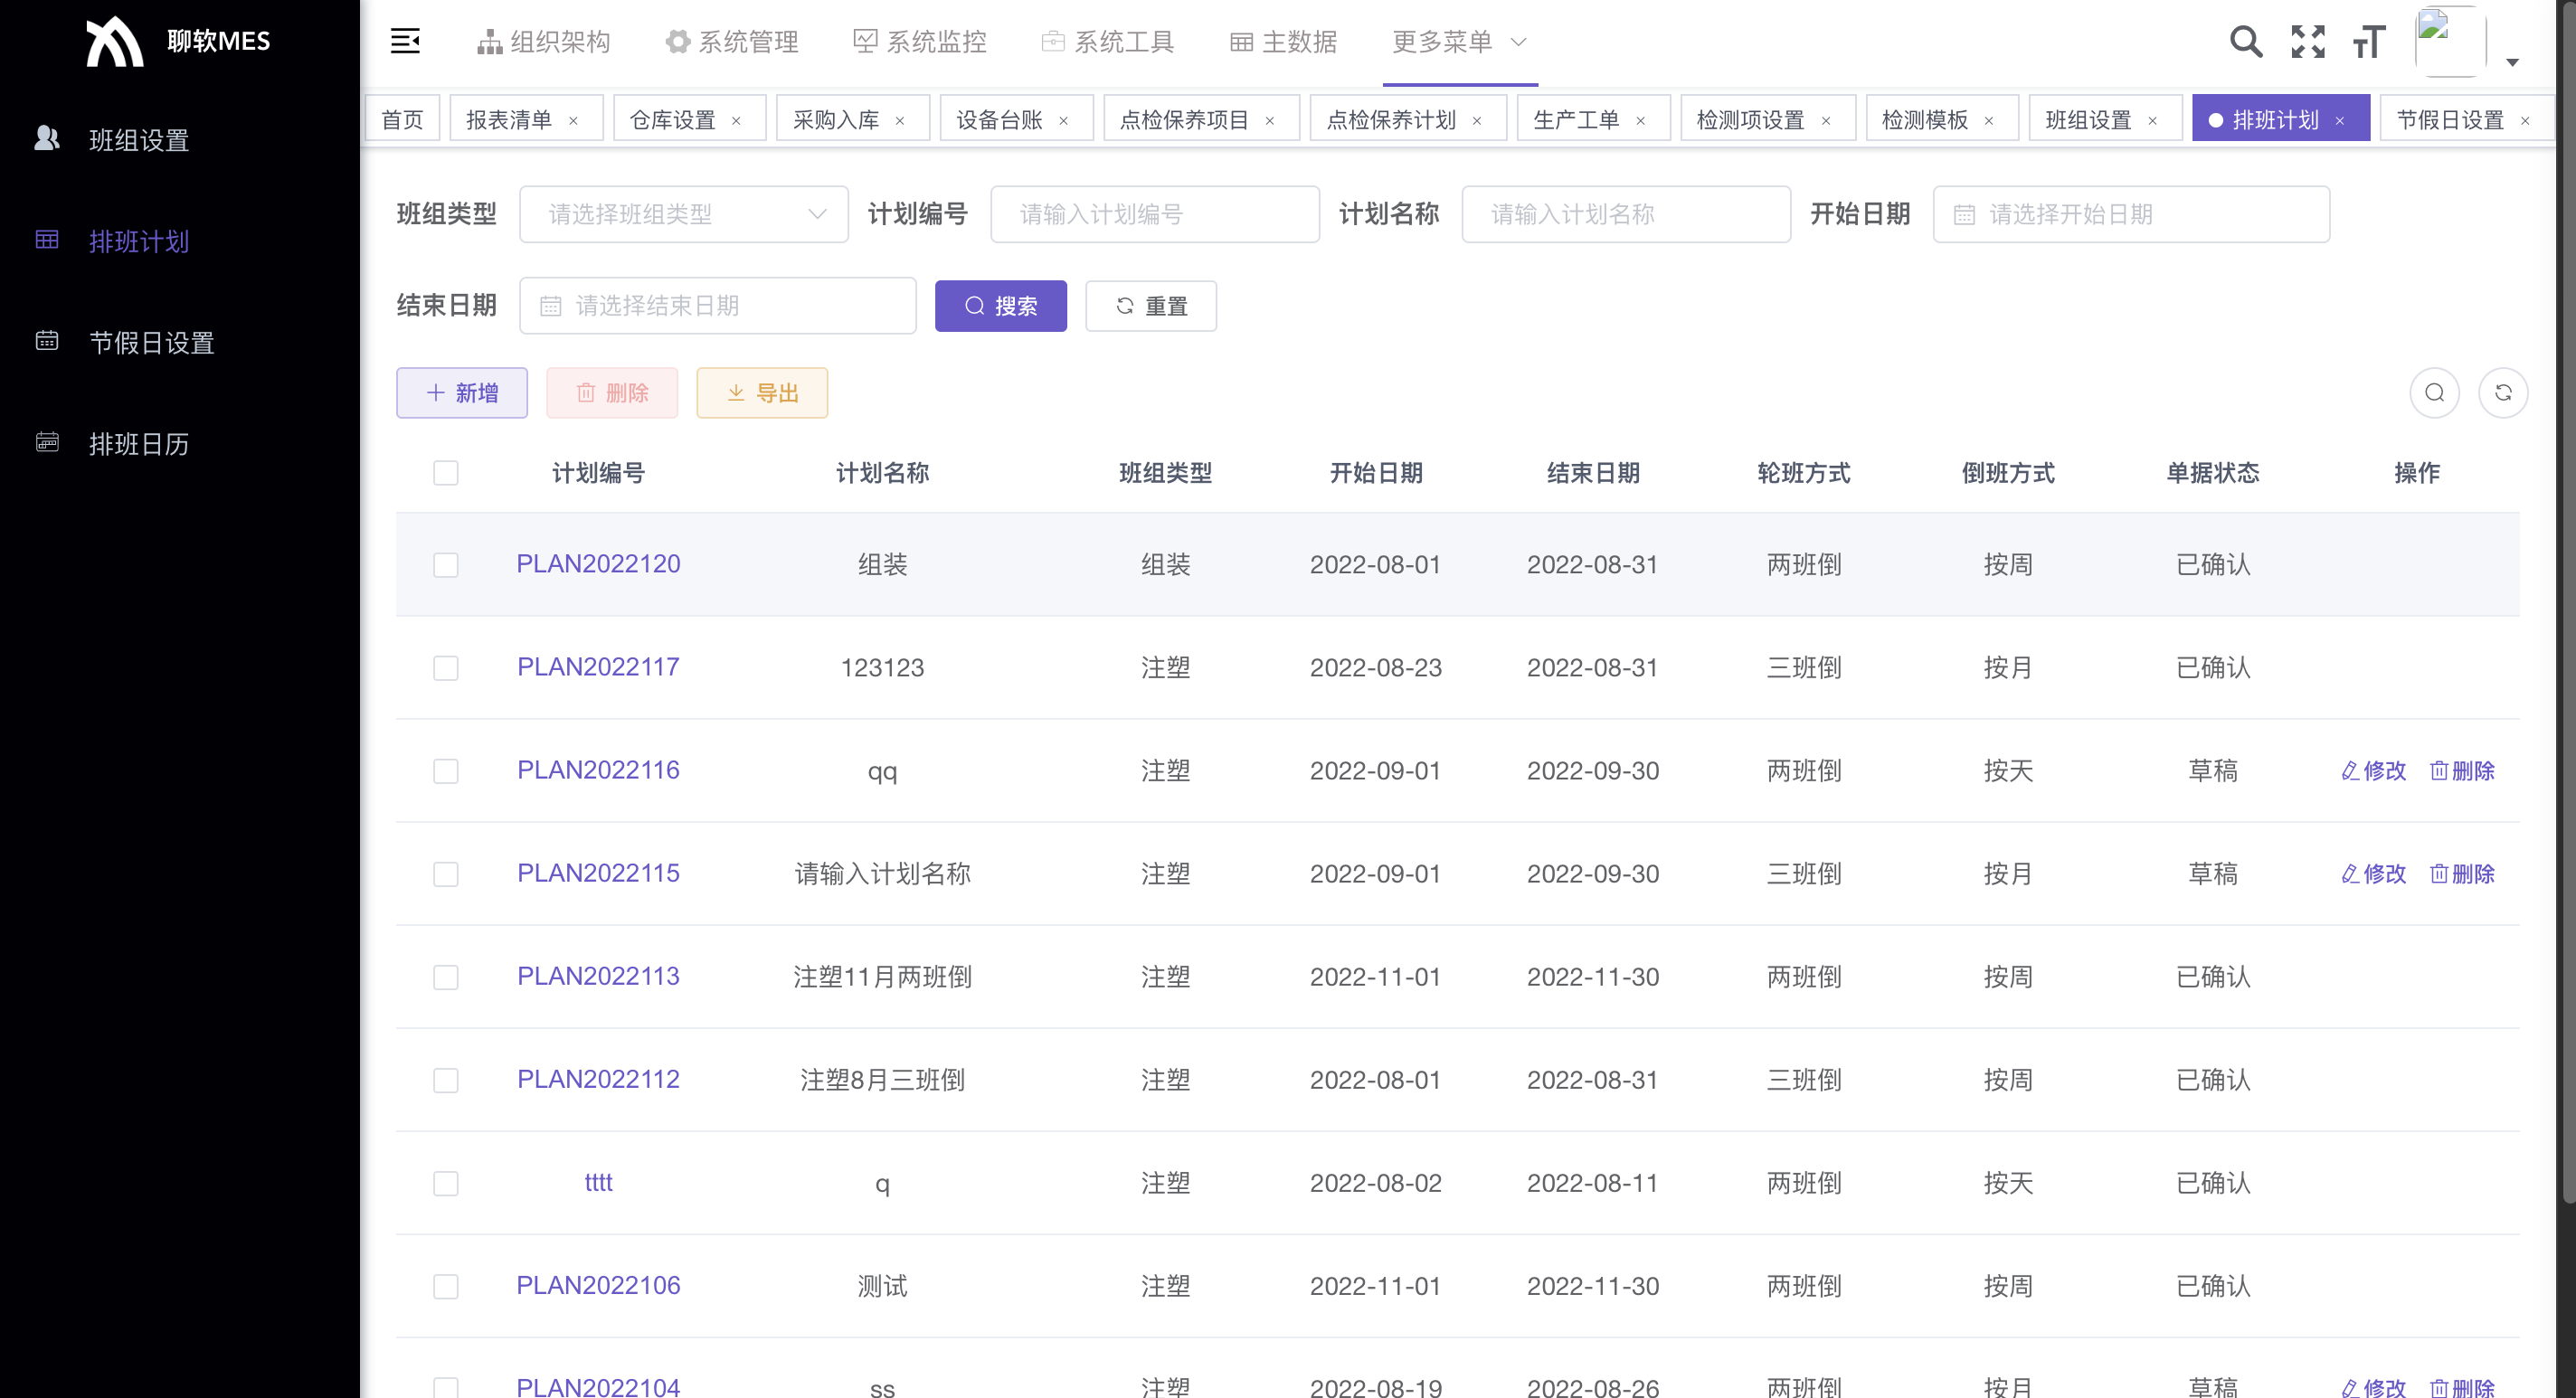 聊软MES
组织架构 系统管理 系统监控 系统工具 主数据 更多菜单
首页 报表清单 仓库设置 采购入库 设备台账 点检保养项目 点检保养计划 生产工单 检测项设置 检测模板 班组设置 排班计划 节假日设置
班组设置
排班计划
节假日设置
排班日历
班组类型 请选择班组类型 计划编号 请输入计划编号 计划名称 请输入计划名称 开始日期 请选择开始日期
结束日期 请选择结束日期 搜索 重置
新增 删除 导出
计划编号 计划名称 班组类型 开始日期 结束日期 轮班方式 倒班方式 单据状态 操作
PLAN2022120 组装 组装 2022-08-01 2022-08-31 两班倒 按周 已确认
PLAN2022117 123123 注塑 2022-08-23 2022-08-31 三班倒 按月 已确认
PLAN2022116 qq 注塑 2022-09-01 2022-09-30 两班倒 按天 草稿 修改 删除
PLAN2022115 请输入计划名称 注塑 2022-09-01 2022-09-30 三班倒 按月 草稿 修改 删除
PLAN2022113 注塑11月两班倒 注塑 2022-11-01 2022-11-30 两班倒 按周 已确认
PLAN2022112 注塑8月三班倒 注塑 2022-08-01 2022-08-31 三班倒 按周 已确认
tttt q 注塑 2022-08-02 2022-08-11 两班倒 按天 已确认
PLAN2022106 测试 注塑 2022-11-01 2022-11-30 两班倒 按周 已确认
PLAN2022104 ss 注塑 2022-08-19 2022-08-26 两班倒 按月 草稿 修改 删除